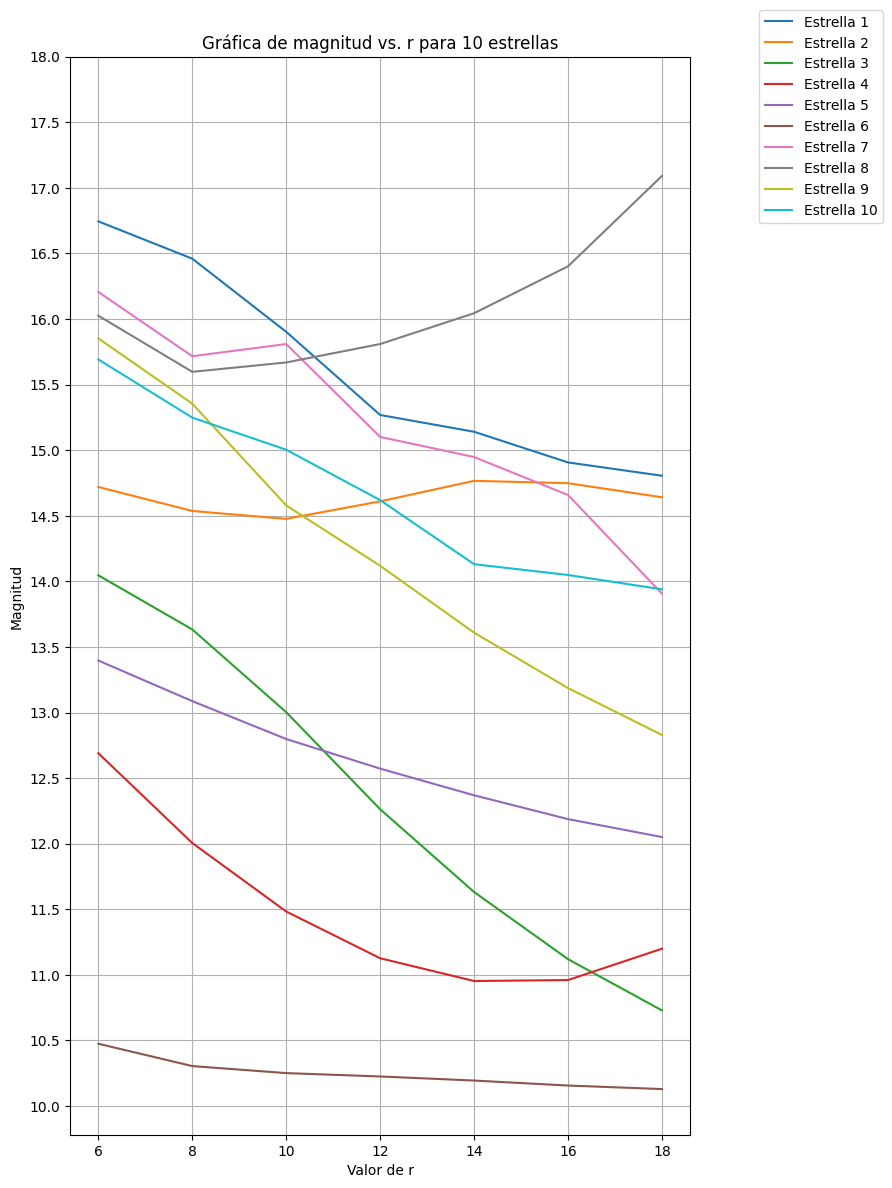 Gráfica de magnitud vs. r para 10 estrellas
Estrella 1
Estrella 2
Estrella 3
Estrella 4
Estrella 5
Estrella 6
Estrella 7
Estrella 8
Estrella 9
Estrella 10
18.0
17.5
17.0
16.5
16.0
15.5
15.0
14.5
14.0
13.5
13.0
12.5
12.0
11.5
11.0
10.5
10.0
Magnitud
6 8 10 12 14 16 18
Valor de r